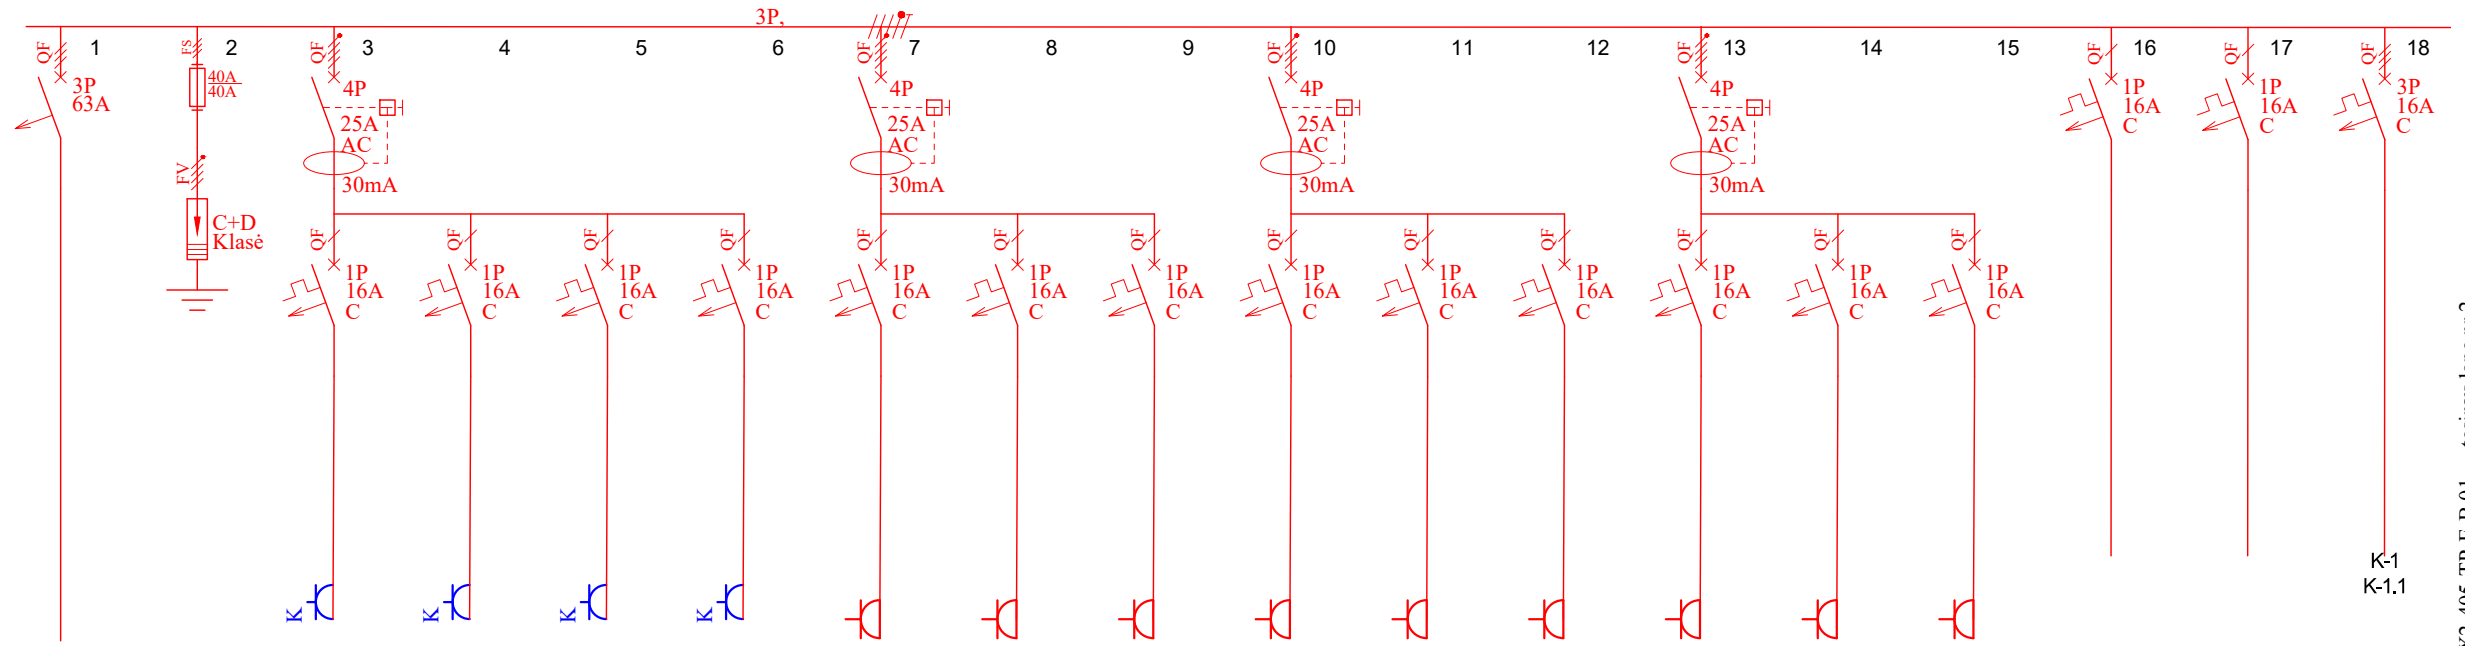 3P,
1
2
3
4
5
6
7
8
9
10
11
12
13
14
15
16
17
18
QF
FS
QF
QF
QF
QF
QF
QF
QF
3P
63A
40A
40A
4P
25A
AC
30mA
4P
25A
AC
30mA
4P
25A
AC
30mA
4P
25A
AC
30mA
1P
16A
C
1P
16A
C
3P
16A
C
FV
C+D
Klasė
QF
1P
16A
C
QF
1P
16A
C
QF
1P
16A
C
QF
1P
16A
C
QF
1P
16A
C
QF
1P
16A
C
QF
1P
16A
C
QF
1P
16A
C
QF
1P
16A
C
QF
1P
16A
C
QF
1P
16A
C
QF
1P
16A
C
QF
1P
16A
C
K
K
K
K
K-1
K-1.1